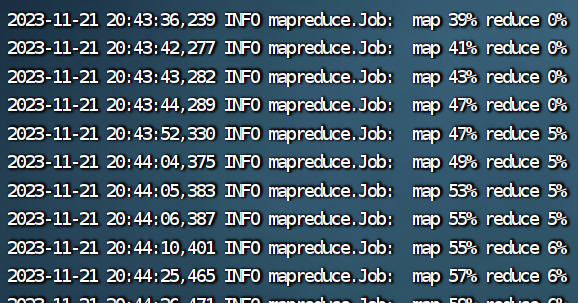 2023-11-21 20:43:36,239 INFO mapreduce.Job:  map 39% reduce 0%
2023-11-21 20:43:42,277 INFO mapreduce.Job:  map 41% reduce 0%
2023-11-21 20:43:43,282 INFO mapreduce.Job:  map 43% reduce 0%
2023-11-21 20:43:44,289 INFO mapreduce.Job:  map 47% reduce 0%
2023-11-21 20:43:52,330 INFO mapreduce.Job:  map 47% reduce 5%
2023-11-21 20:44:04,375 INFO mapreduce.Job:  map 49% reduce 5%
2023-11-21 20:44:05,383 INFO mapreduce.Job:  map 53% reduce 5%
2023-11-21 20:44:06,387 INFO mapreduce.Job:  map 55% reduce 5%
2023-11-21 20:44:10,401 INFO mapreduce.Job:  map 55% reduce 6%
2023-11-21 20:44:25,465 INFO mapreduce.Job:  map 57% reduce 6%